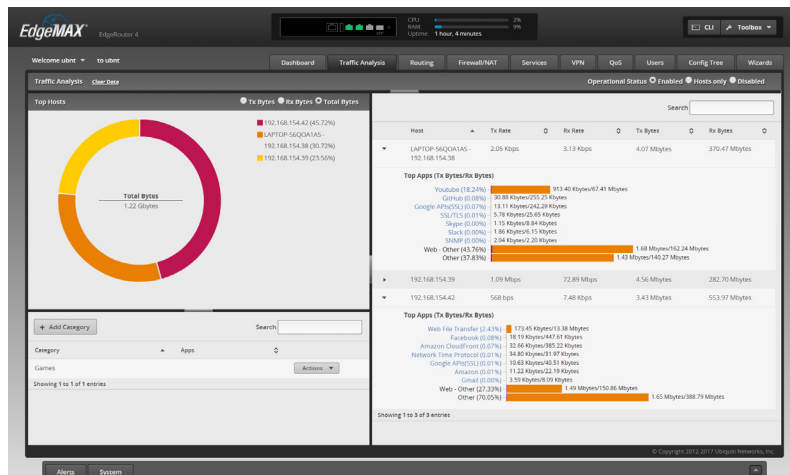 EdgeMAX EdgeRouter 4
CPU: 2%
RAM: 9%
Uptime: 1 hour, 4 minutes
SFP
CLI Toolbox
Welcome ubnt to ubnt
Dashboard Traffic Analysis Routing Firewall/NAT Services VPN QoS Users Config Tree Wizards
Traffic Analysis Clear Data
Operational Status Enabled Hosts only Disabled
Top Hosts Tx Bytes Rx Bytes Total Bytes
192.168.154.42 (45.72%)
LAPTOP-56QOA1AS -
192.168.154.38 (30.72%)
192.168.154.39 (23.56%)
Total Bytes
1.22 Gbytes
+ Add Category Search
Category Apps
Games Actions
Showing 1 to 1 of 1 entries
Search
Host Tx Rate Rx Rate Tx Bytes Rx Bytes
LAPTOP-56QOA1AS - 2.05 Kbps 3.13 Kbps 4.07 Mbytes 370.47 Mbytes
192.168.154.38
Top Apps (Tx Bytes/Rx Bytes)
Youtube (18.24%) 913.40 Kbytes/67.41 Mbytes
GitHub (0.08%) 30.88 Kbytes/255.25 Kbytes
Google APIs(SSL) (0.07%) 13.11 Kbytes/242.29 Kbytes
SSL/TLS (0.01%) 5.78 Kbytes/25.65 Kbytes
Skype (0.00%) 1.15 Kbytes/8.84 Kbytes
Slack (0.00%) 1.86 Kbytes/6.15 Kbytes
SNMP (0.00%) 2.04 Kbytes/2.20 Kbytes
Web - Other (43.76%) 1.68 Mbytes/162.24 Mbytes
Other (37.83%) 1.43 Mbytes/140.27 Mbytes
192.168.154.39 1.09 Mbps 72.89 Mbps 4.56 Mbytes 282.70 Mbytes
192.168.154.42 568 bps 7.48 Kbps 3.43 Mbytes 553.97 Mbytes
Top Apps (Tx Bytes/Rx Bytes)
Web File Transfer (2.43%) 173.45 Kbytes/13.38 Mbytes
Facebook (0.08%) 18.19 Kbytes/447.61 Kbytes
Amazon CloudFront (0.07%) 32.66 Kbytes/385.22 Kbytes
Network Time Protocol (0.01%) 34.80 Kbytes/31.97 Kbytes
Google APIs(SSL) (0.01%) 10.63 Kbytes/40.51 Kbytes
Amazon (0.01%) 11.22 Kbytes/22.19 Kbytes
Gmail (0.00%) 3.59 Kbytes/8.09 Kbytes
Web - Other (27.33%) 1.49 Mbytes/150.86 Mbytes
Other (70.05%) 1.65 Mbytes/388.79 Mbytes
Showing 1 to 3 of 3 entries
© Copyright 2012-2017 Ubiquiti Networks, Inc.
Alerts System